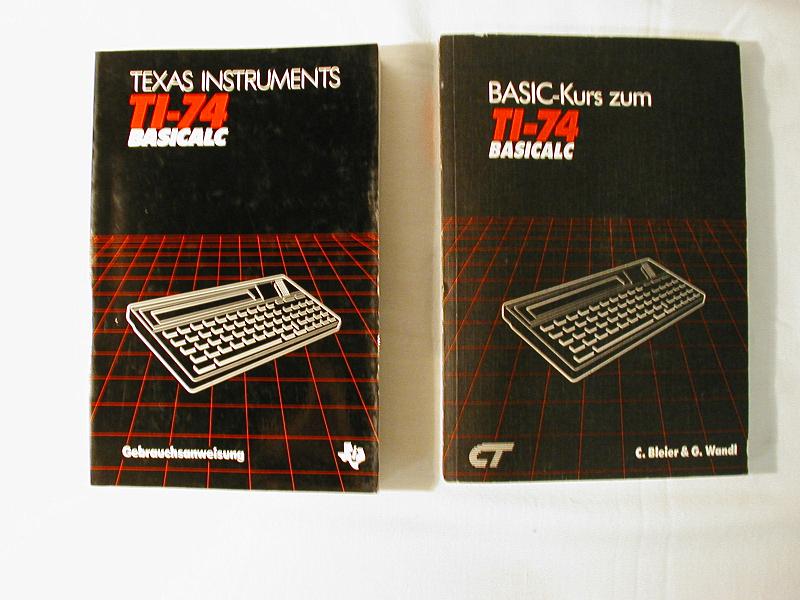 TEXAS INSTRUMENTS
TI-74
BASICALC
Gebrauchsanweisung
BASIC-Kurs zum
TI-74
BASICALC
CT
C. Bleier & G. Wandl